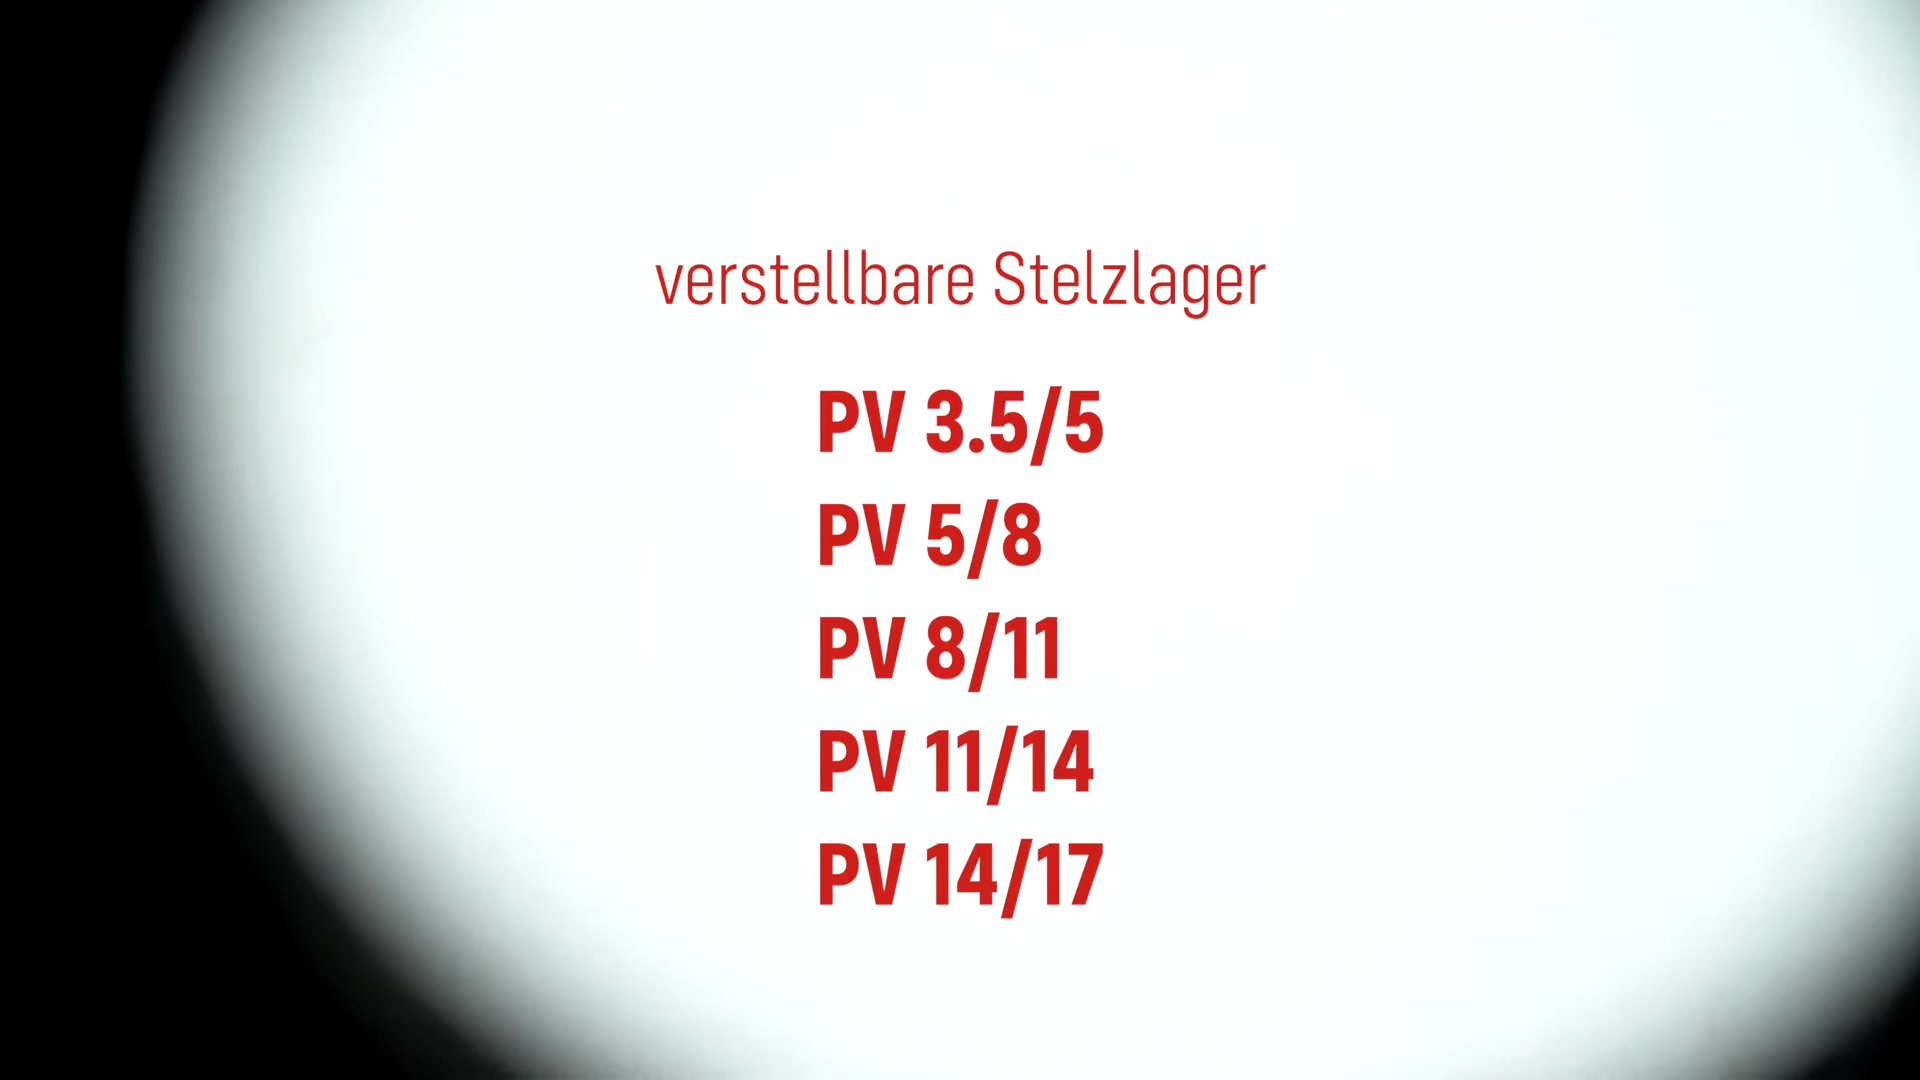 verstellbare Stelzlager
PV 3.5/5
PV 5/8
PV 8/11
PV 11/14
PV 14/17